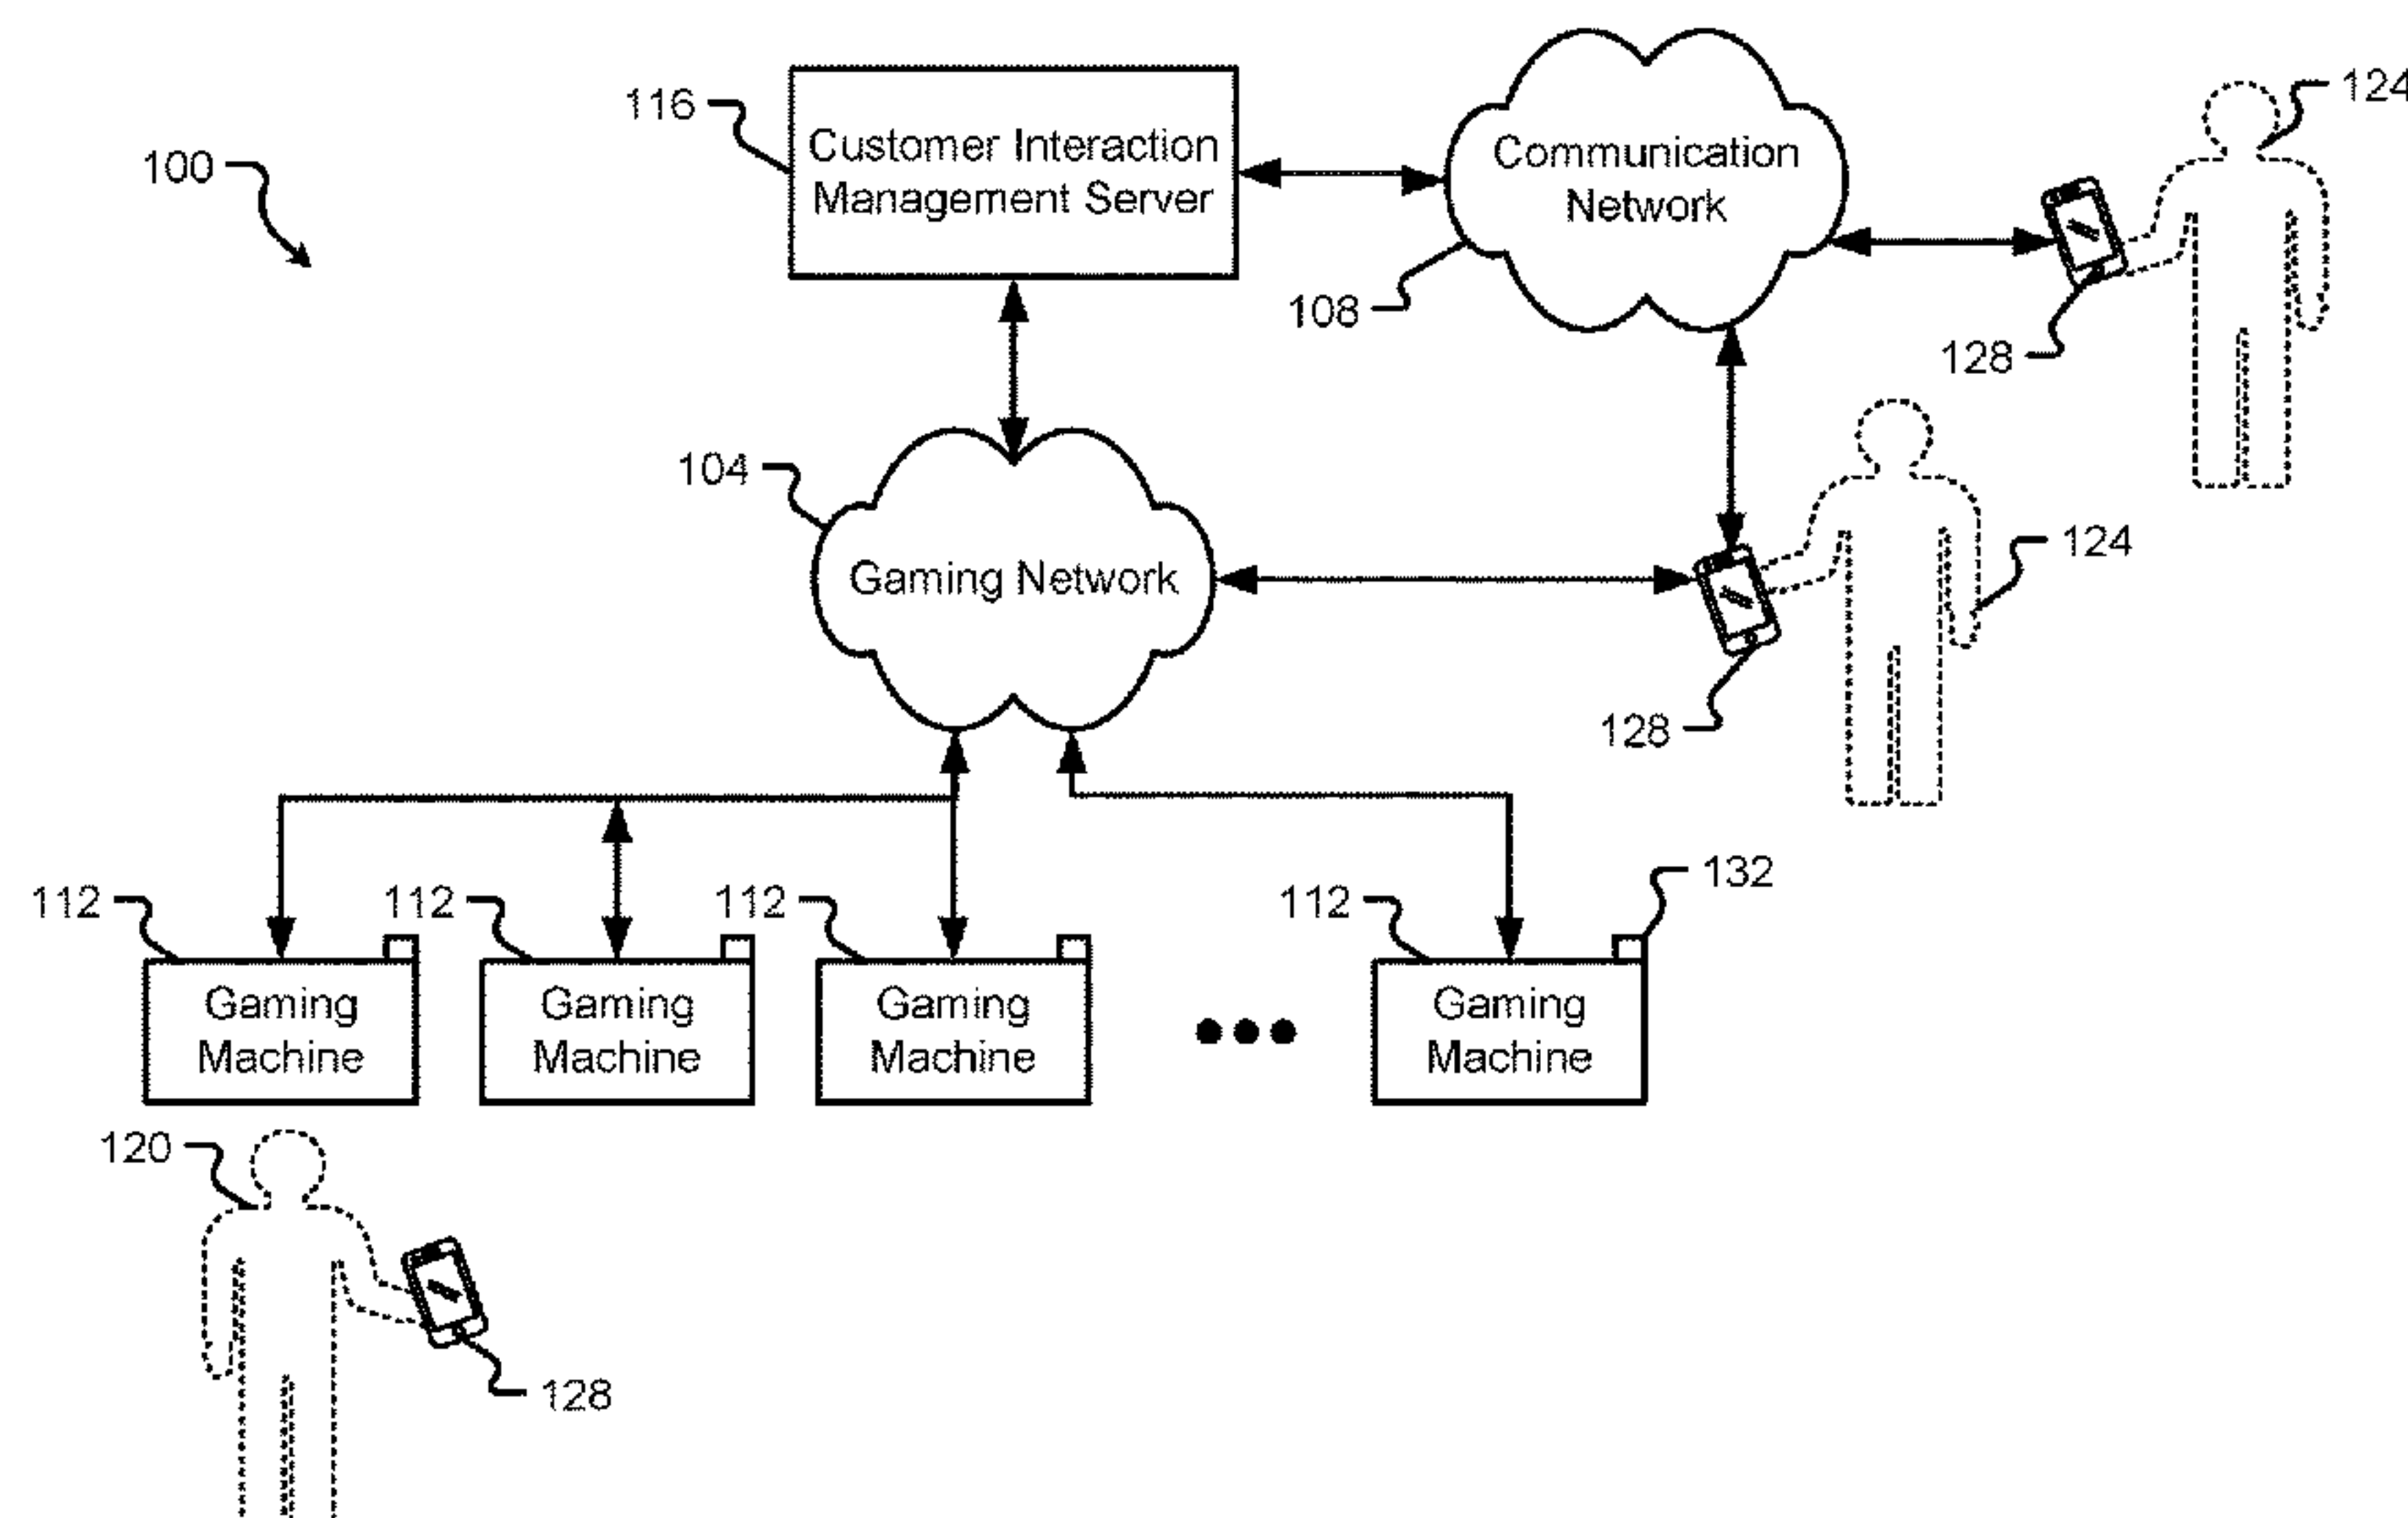 100
116
Customer Interaction
Management Server
Communication
Network
108
124
128
104
Gaming Network
124
128
112
112
112
112
132
Gaming
Machine
Gaming
Machine
Gaming
Machine
Gaming
Machine
120
128